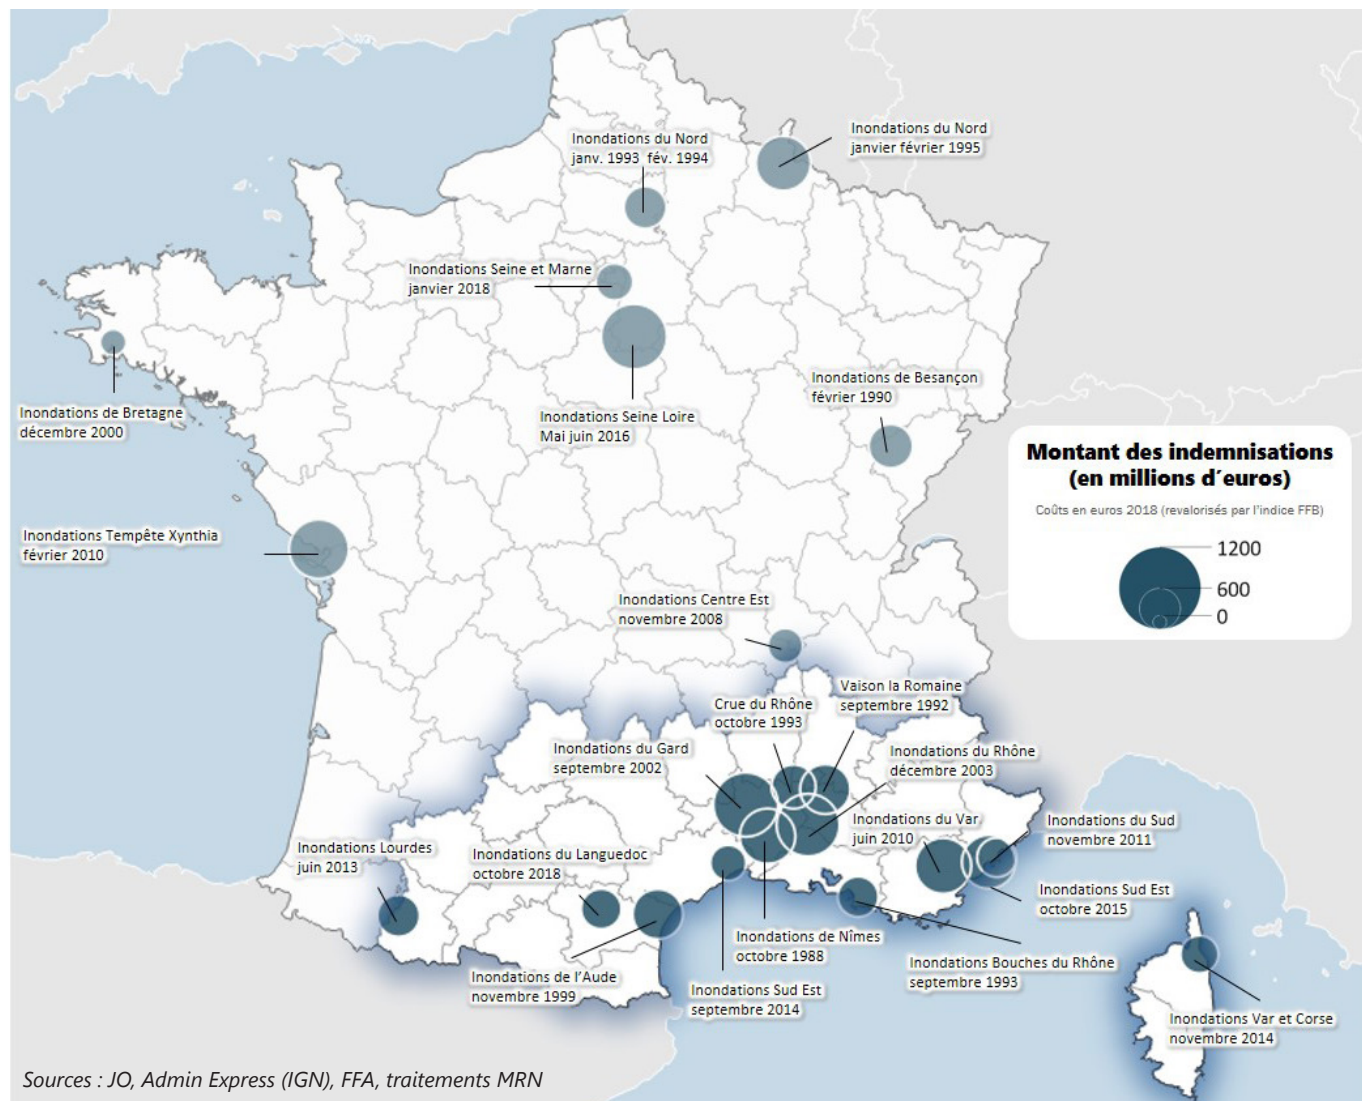 Inondations du Nord
janvier février 1995
Inondations du Nord
janv. 1993  fév. 1994
Inondations Seine et Marne
janvier 2018
Inondations de Bretagne
décembre 2000
Inondations Seine Loire
Mai juin 2016
Inondations de Besançon
février 1990
Montant des indemnisations
(en millions d´euros)
Coûts en euros 2018 (revalorisés par l'indice FFB)
1200
600
0
Inondations Tempête Xynthia
février 2010
Inondations Centre Est
novembre 2008
Vaison la Romaine
septembre 1992
Crue du Rhône
octobre 1993
Inondations du Gard
septembre 2002
Inondations du Rhône
décembre 2003
Inondations du Var
juin 2010
Inondations du Sud
novembre 2011
Inondations Lourdes
juin 2013
Inondations du Languedoc
octobre 2018
Inondations Sud Est
octobre 2015
Inondations de Nîmes
octobre 1988
Inondations Bouches du Rhône
septembre 1993
Inondations de l'Aude
novembre 1999
Inondations Sud Est
septembre 2014
Inondations Var et Corse
novembre 2014
Sources : JO, Admin Express (IGN), FFA, traitements MRN